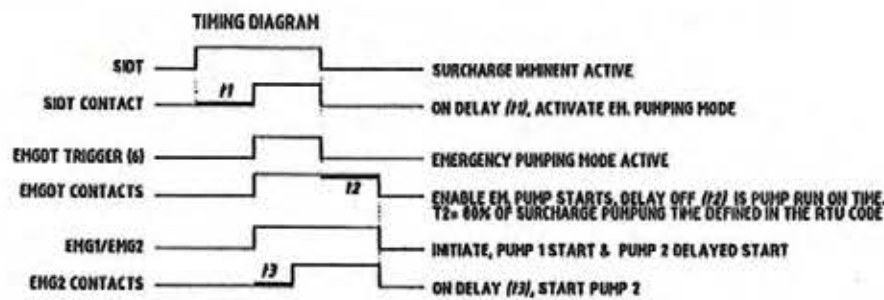 TIMING DIAGRAM
SIDT
SURCHARGE IMMINENT ACTIVE
SIDT CONTACT
t1
ON DELAY (t1), ACTIVATE EM. PUMPING MODE
EMGDT TRIGGER (6)
EMERGENCY PUMPING MODE ACTIVE
EMGDT CONTACTS
t2
ENABLE EM. PUMP STARTS, DELAY OFF (t2) IS PUMP RUN ON TIME.
T2= 80% OF SURCHARGE PUMPUNG TIME DEFINED IN THE RTU CODE
EMG1/EMG2
INITIATE, PUMP 1 START & PUMP 2 DELAYED START
EMG2 CONTACTS
t3
ON DELAY (t3), START PUMP 2